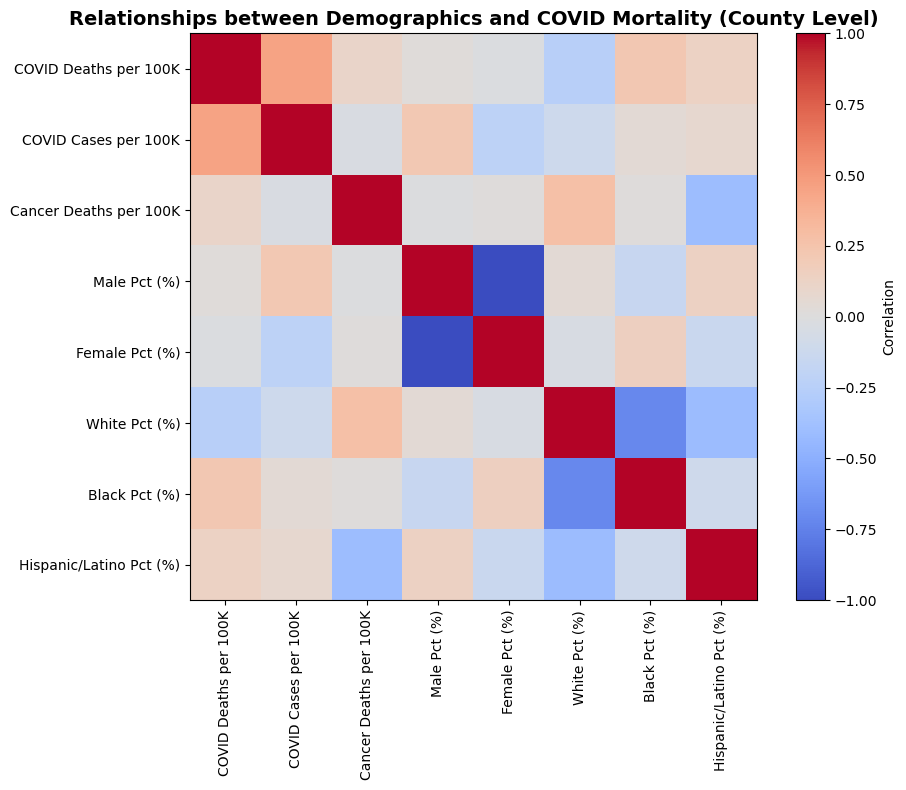 Relationships between Demographics and COVID Mortality (County Level)
COVID Deaths per 100K
COVID Cases per 100K
Cancer Deaths per 100K
Male Pct (%)
Female Pct (%)
White Pct (%)
Black Pct (%)
Hispanic/Latino Pct (%)
COVID Deaths per 100K
COVID Cases per 100K
Cancer Deaths per 100K
Male Pct (%)
Female Pct (%)
White Pct (%)
Black Pct (%)
Hispanic/Latino Pct (%)
1.00
0.75
0.50
0.25
0.00
−0.25
−0.50
−0.75
−1.00
Correlation